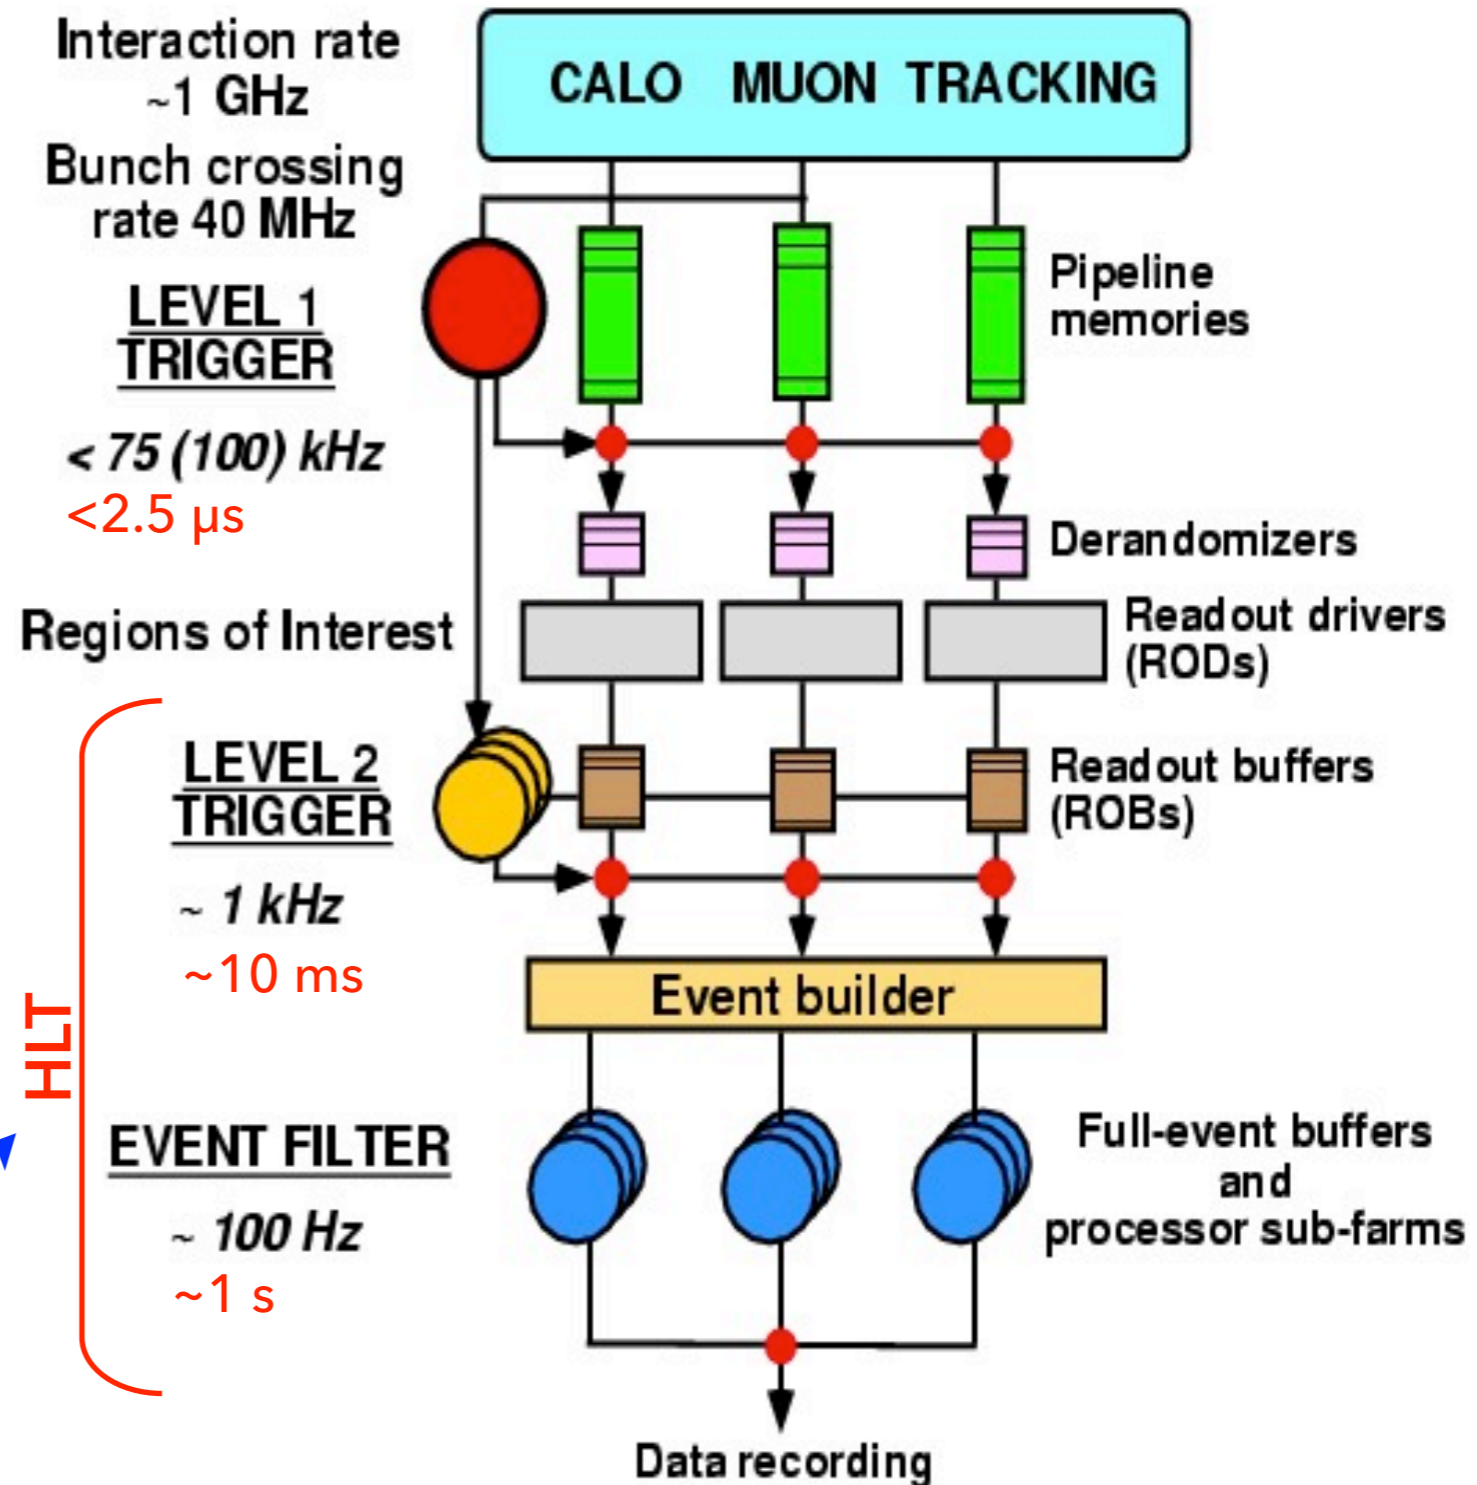 Interaction rate
~1 GHz
Bunch crossing
rate 40 MHz
CALO MUON TRACKING
LEVEL 1
TRIGGER
< 75 (100) kHz
<2.5 µs
Pipeline
memories
Derandomizers
Regions of Interest
Readout drivers
(RODs)
LEVEL 2
TRIGGER
~ 1 kHz
~10 ms
Readout buffers
(ROBs)
Event builder
HLT
EVENT FILTER
~ 100 Hz
~1 s
Full-event buffers
and
processor sub-farms
Data recording